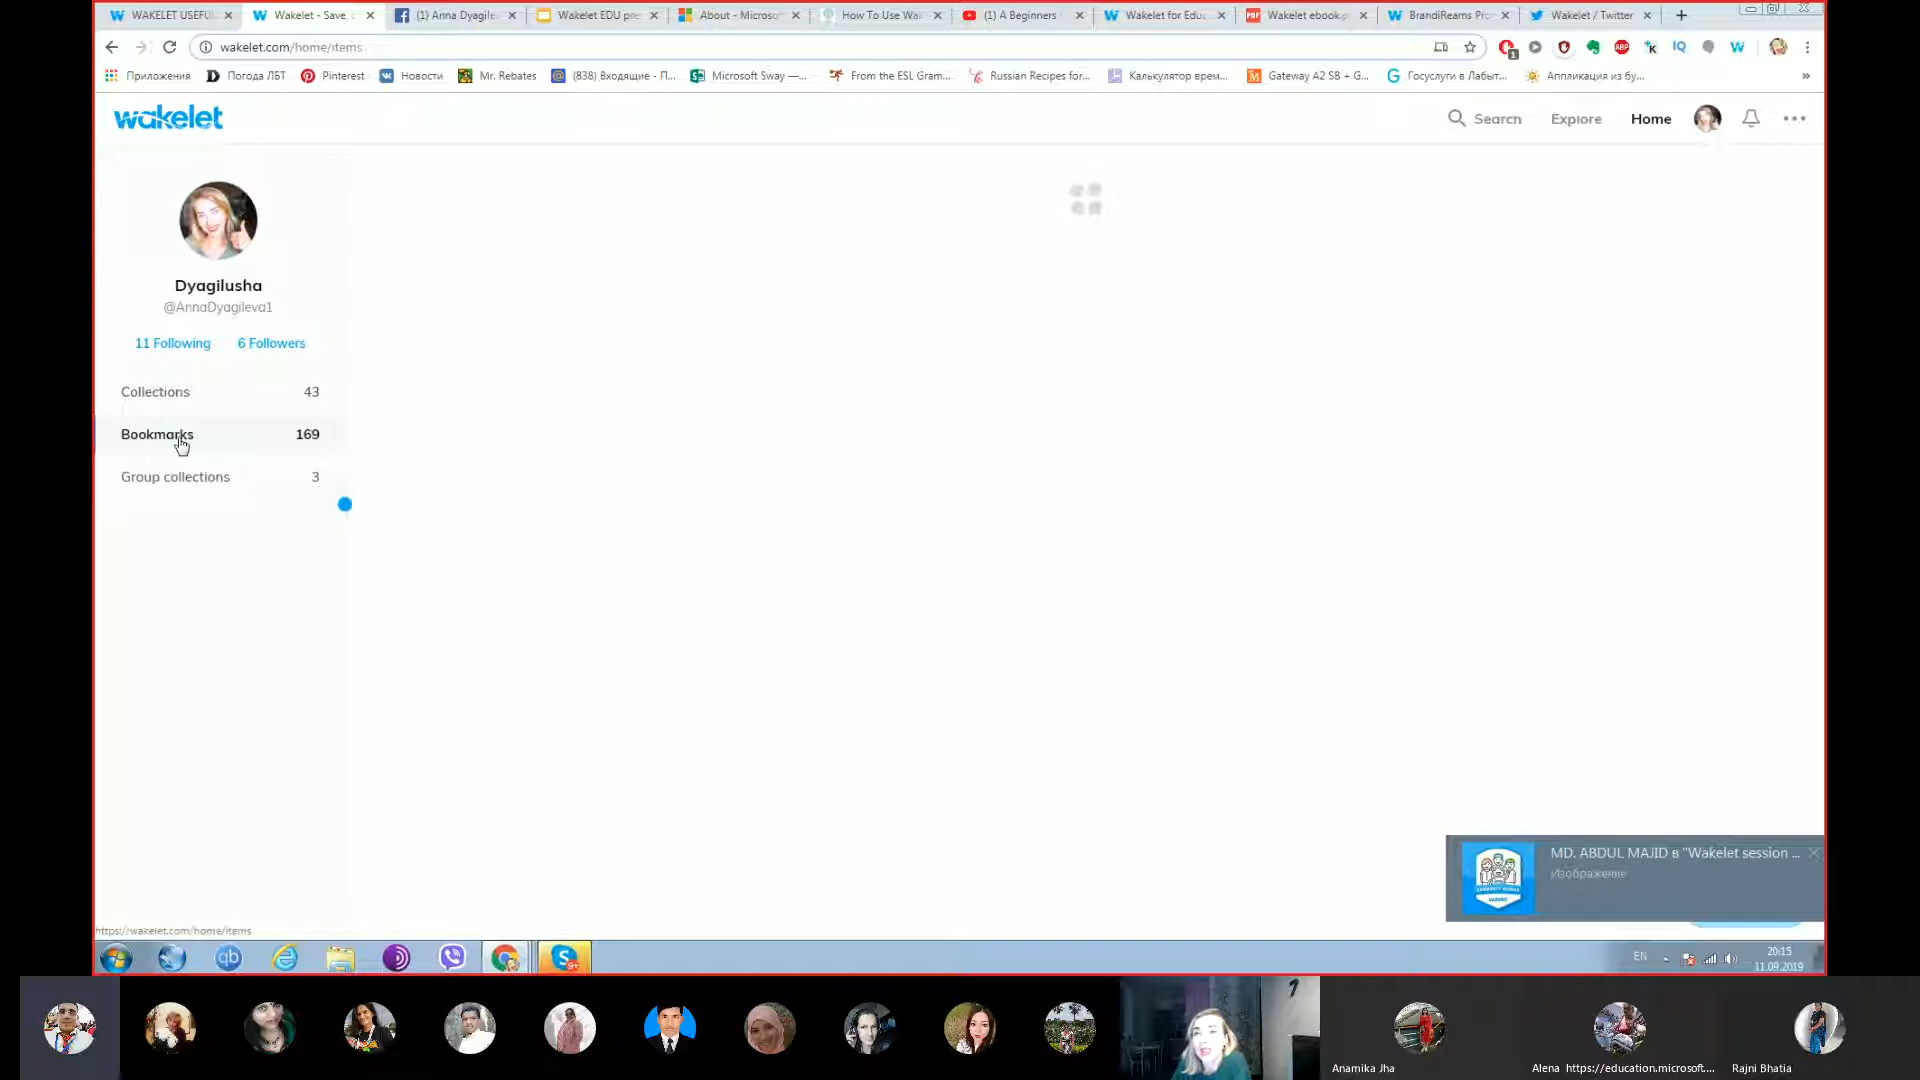 WAKELET USEFUL
Wakelet - Save, c
(1) Anna Dyagile
Wakelet EDU pre
About - Microso
How To Use Wa
(1) A Beginners
Wakelet for Educ
Wakelet ebook.p
BrandiReams Pi
Wakelet / Twitter
wakelet.com/home/items
Приложения
Погода ЛБТ
Pinterest
Новости
Mr. Rebates
(838) Входящие - П...
Microsoft Sway —...
From the ESL Gram...
Russian Recipes for...
Калькулятор врем...
Gateway A2 SB + G...
Госуслуги в Лабыт...
Аппликация из бу...
wakelet
Search
Explore
Home
Dyagilusha
@AnnaDyagileva1
11 Following 6 Followers
Collections 43
Bookmarks 169
Group collections 3
MD. ABDUL MAJID в "Wakelet session ...
Изображение
https://wakelet.com/home/items
EN
20:15
11.09.2019
Anamika Jha
Alena https://education.microsoft....
Rajni Bhatia